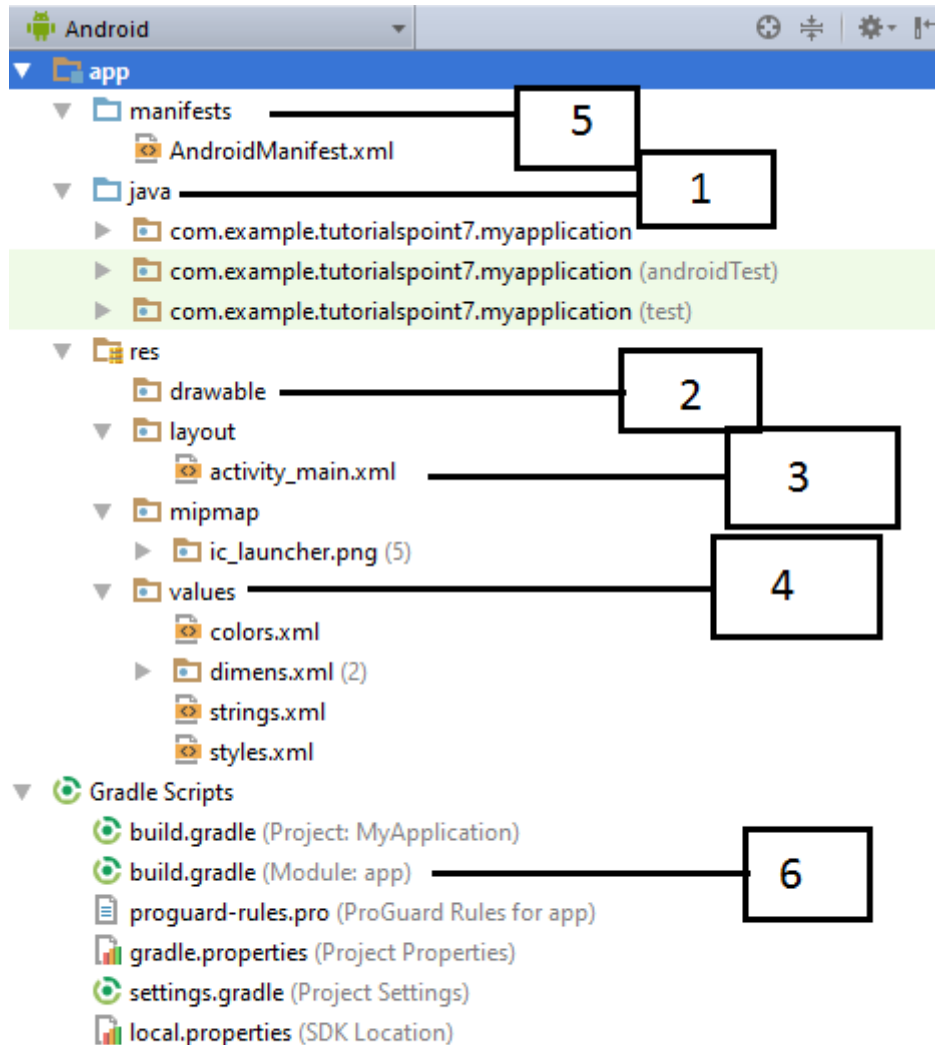 Android
app
manifests
5
AndroidManifest.xml
java
1
com.example.tutorialspoint7.myapplication
com.example.tutorialspoint7.myapplication (androidTest)
com.example.tutorialspoint7.myapplication (test)
res
drawable
2
layout
activity_main.xml
3
mipmap
ic_launcher.png (5)
values
4
colors.xml
dimens.xml (2)
strings.xml
styles.xml
Gradle Scripts
build.gradle (Project: MyApplication)
build.gradle (Module: app)
6
proguard-rules.pro (ProGuard Rules for app)
gradle.properties (Project Properties)
settings.gradle (Project Settings)
local.properties (SDK Location)